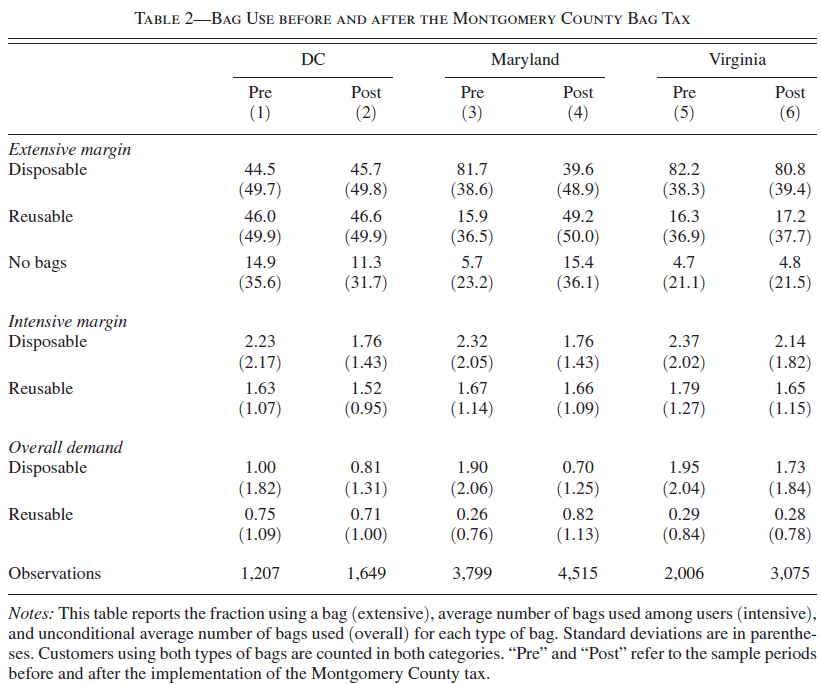 TABLE 2—BAG USE BEFORE AND AFTER THE MONTGOMERY COUNTY BAG TAX
DC Maryland Virginia
Pre Post Pre Post Pre Post
(1) (2) (3) (4) (5) (6)
Extensive margin
Disposable 44.5 45.7 81.7 39.6 82.2 80.8
(49.7) (49.8) (38.6) (48.9) (38.3) (39.4)
Reusable 46.0 46.6 15.9 49.2 16.3 17.2
(49.9) (49.9) (36.5) (50.0) (36.9) (37.7)
No bags 14.9 11.3 5.7 15.4 4.7 4.8
(35.6) (31.7) (23.2) (36.1) (21.1) (21.5)
Intensive margin
Disposable 2.23 1.76 2.32 1.76 2.37 2.14
(2.17) (1.43) (2.05) (1.43) (2.02) (1.82)
Reusable 1.63 1.52 1.67 1.66 1.79 1.65
(1.07) (0.95) (1.14) (1.09) (1.27) (1.15)
Overall demand
Disposable 1.00 0.81 1.90 0.70 1.95 1.73
(1.82) (1.31) (2.06) (1.25) (2.04) (1.84)
Reusable 0.75 0.71 0.26 0.82 0.29 0.28
(1.09) (1.00) (0.76) (1.13) (0.84) (0.78)
Observations 1,207 1,649 3,799 4,515 2,006 3,075
Notes: This table reports the fraction using a bag (extensive), average number of bags used among users (intensive),
and unconditional average number of bags used (overall) for each type of bag. Standard deviations are in parenthe-
ses. Customers using both types of bags are counted in both categories. “Pre” and “Post” refer to the sample periods
before and after the implementation of the Montgomery County tax.